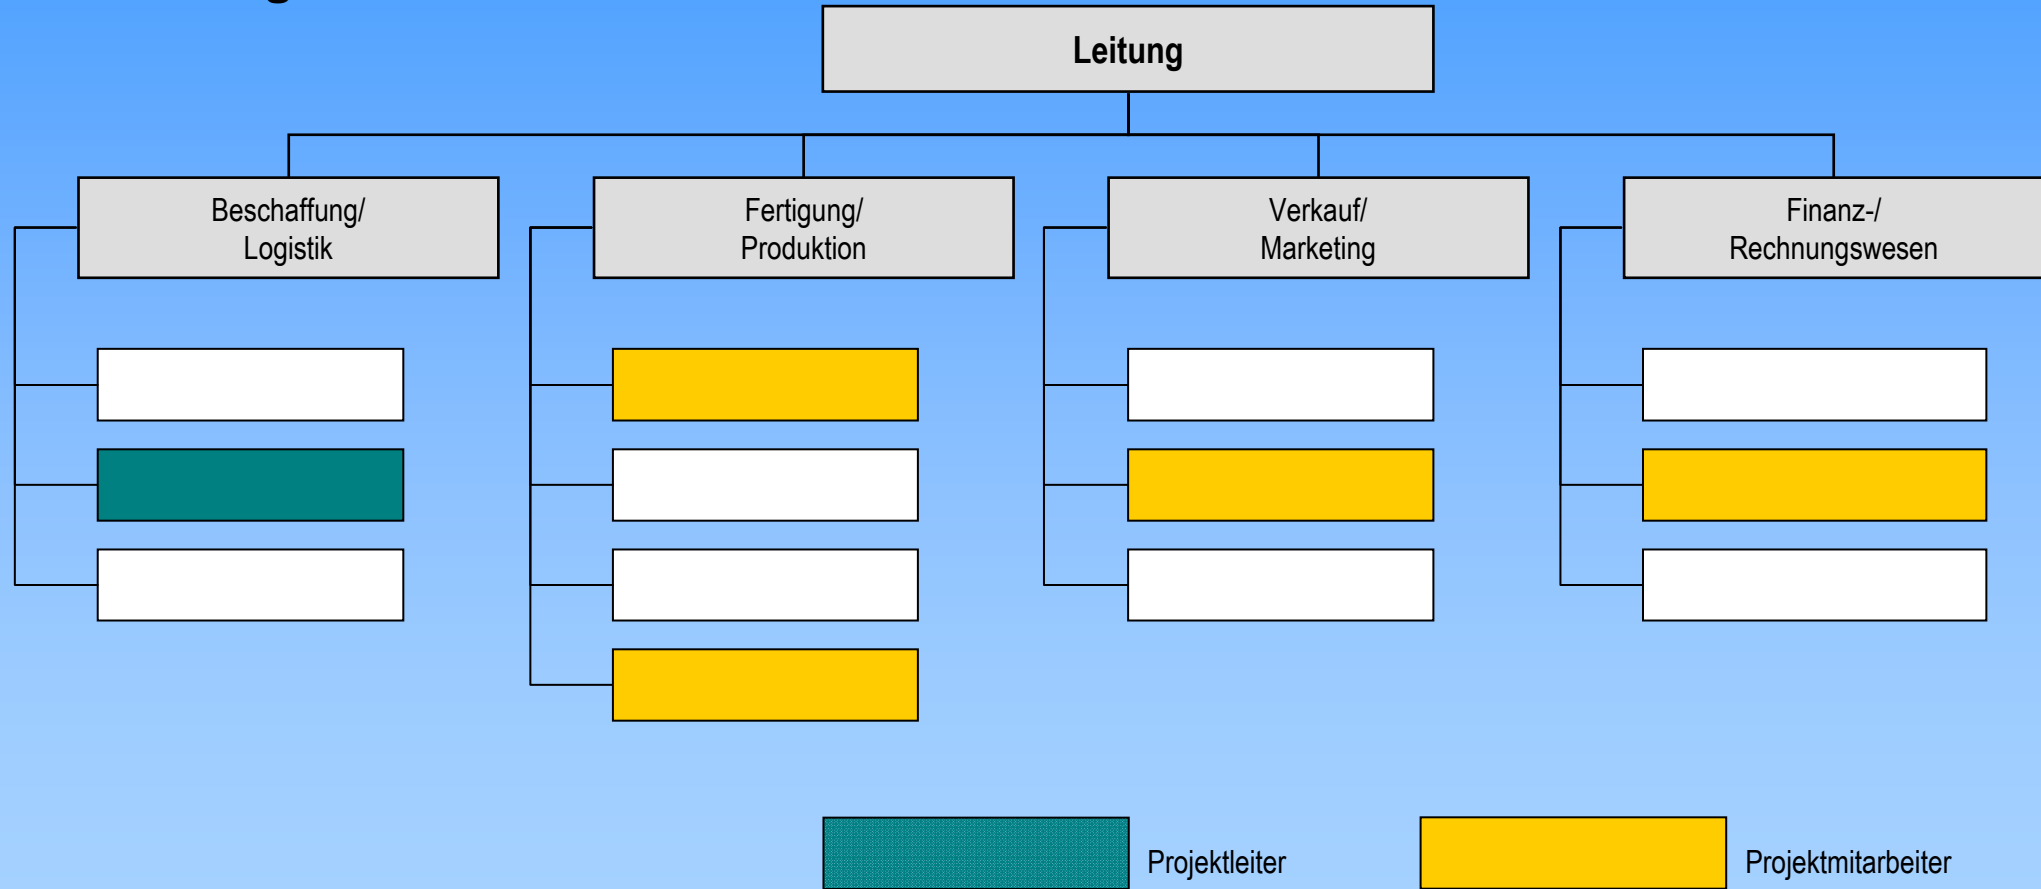 Leitung
Beschaffung/
Logistik
Fertigung/
Produktion
Verkauf/
Marketing
Finanz-/
Rechnungswesen
Projektleiter
Projektmitarbeiter